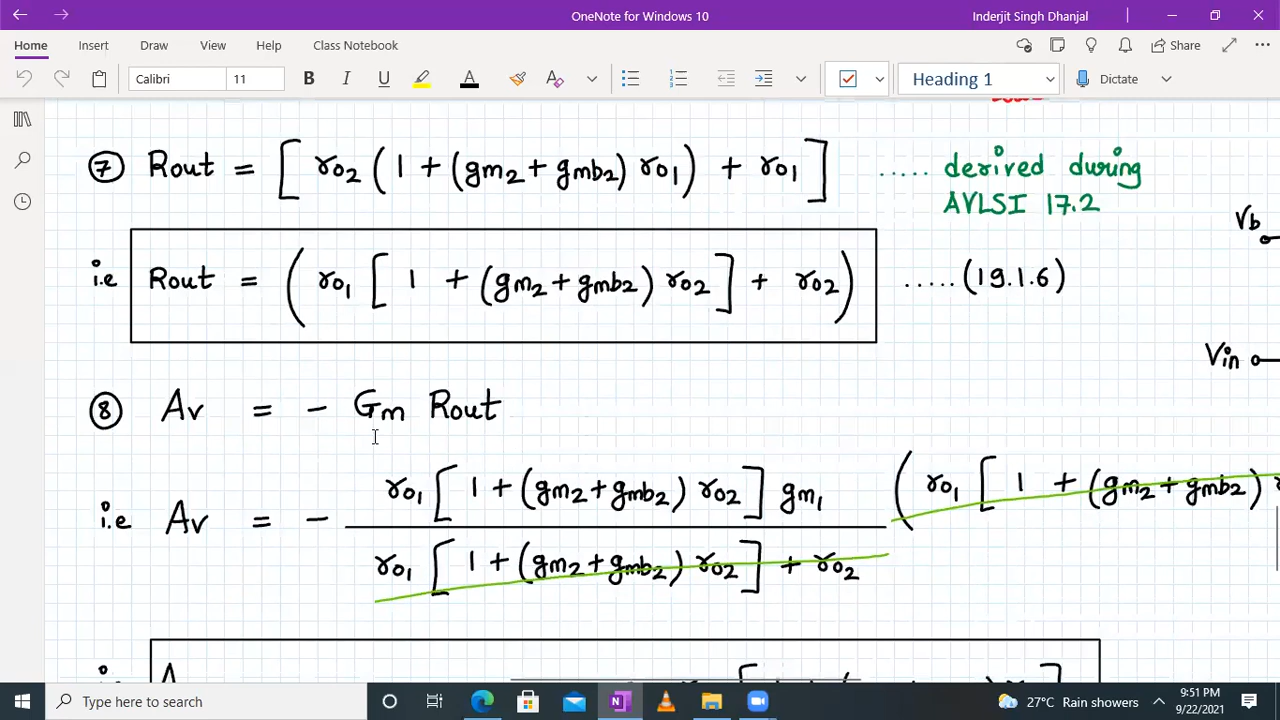 OneNote for Windows 10
Inderjit Singh Dhanjal
Home Insert Draw View Help Class Notebook
Share
Calibri 11 B I U A Heading 1 Dictate
⑦ Rout = [ ro2 ( 1 + (gm2 + gmb2) ro1 ) + ro1 ] ..... derived during
AVLSI 17.2
Vb
i.e Rout = ( ro1 [ 1 + (gm2 + gmb2) ro2 ] + ro2 ) ..... (19.1.6)
Vin
⑧ Av = - Gm Rout
ro1 [ 1 + (gm2 + gmb2) ro2 ] gm1 ( ro1 [ 1 + (gm2 + gmb2)
i.e Av = -
ro1 [ 1 + (gm2 + gmb2) ro2 ] + ro2
Type here to search
27°C Rain showers
9:51 PM
9/22/2021